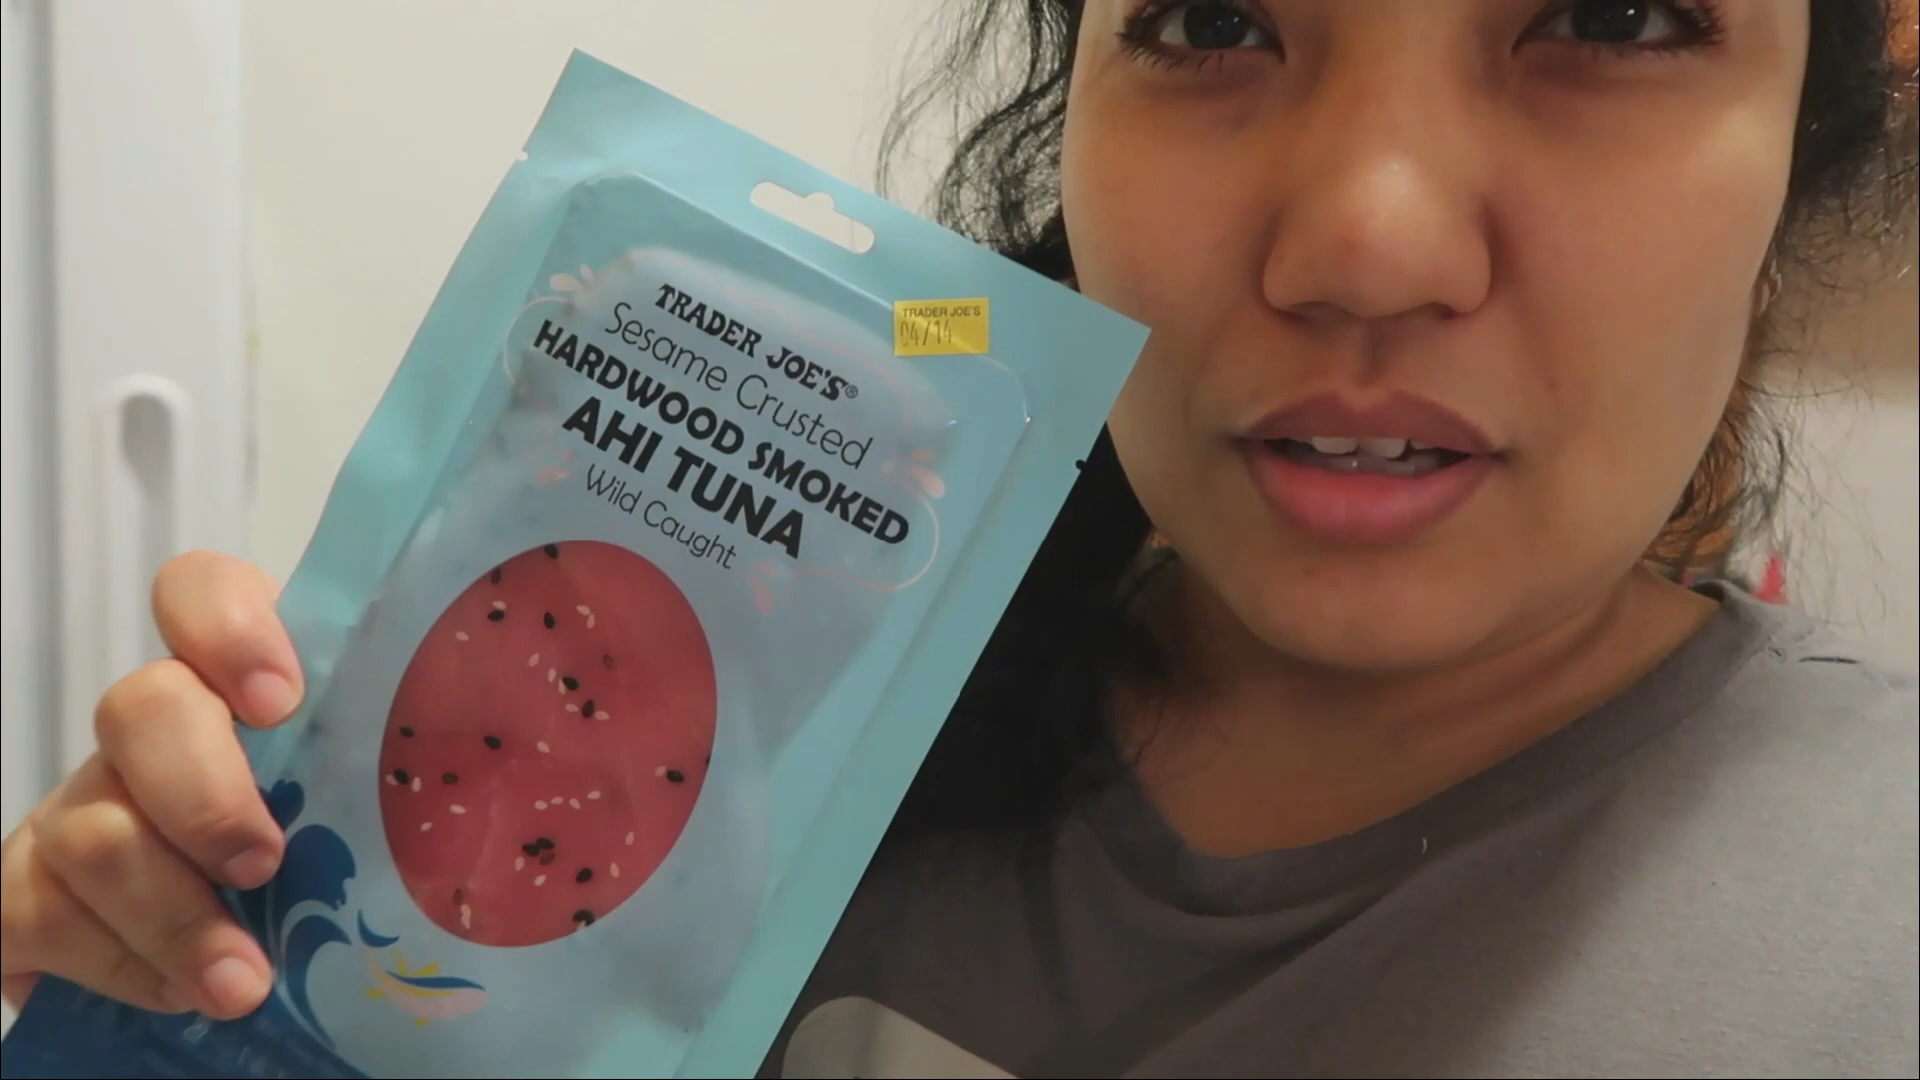 TRADER JOE'S®
Sesame Crusted
HARDWOOD SMOKED
AHI TUNA
Wild Caught
TRADER JOE'S
04/14